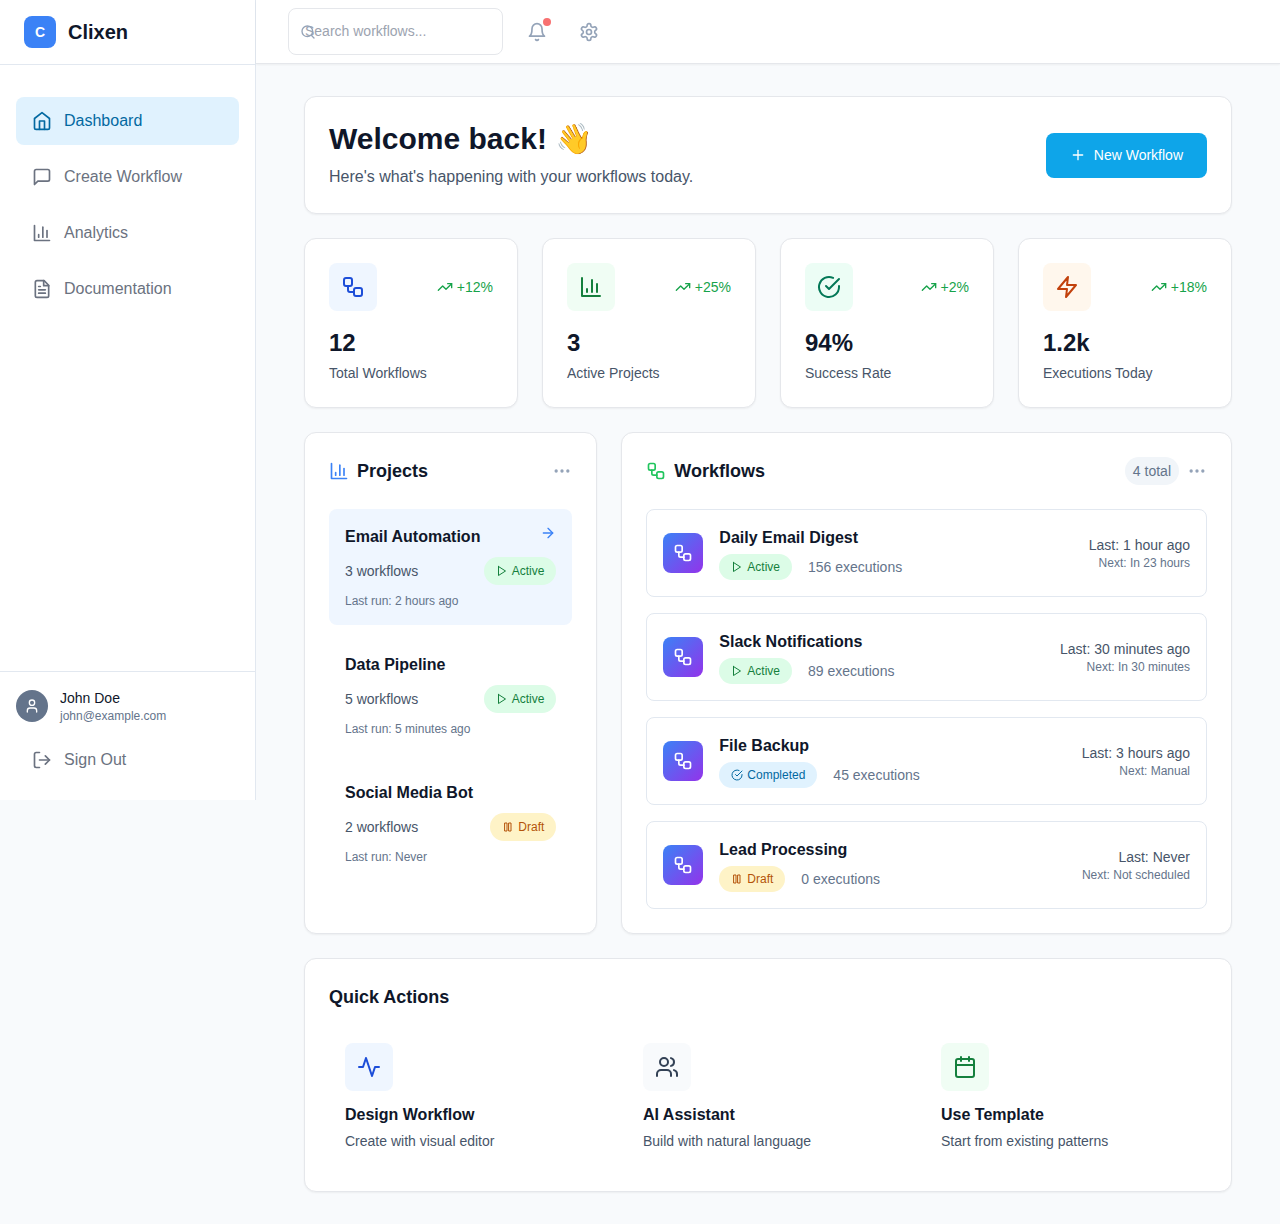 C
Clixen
Search workflows...
Dashboard
Create Workflow
Analytics
Documentation
John Doe
john@example.com
Sign Out
Welcome back! 👋
Here's what's happening with your workflows today.
New Workflow
+12%
12
Total Workflows
+25%
3
Active Projects
+2%
94%
Success Rate
+18%
1.2k
Executions Today
Projects
Email Automation
3 workflows
Active
Last run: 2 hours ago
Data Pipeline
5 workflows
Active
Last run: 5 minutes ago
Social Media Bot
2 workflows
Draft
Last run: Never
Workflows
4 total
Daily Email Digest
Active
156 executions
Last: 1 hour ago
Next: In 23 hours
Slack Notifications
Active
89 executions
Last: 30 minutes ago
Next: In 30 minutes
File Backup
Completed
45 executions
Last: 3 hours ago
Next: Manual
Lead Processing
Draft
0 executions
Last: Never
Next: Not scheduled
Quick Actions
Design Workflow
Create with visual editor
AI Assistant
Build with natural language
Use Template
Start from existing patterns